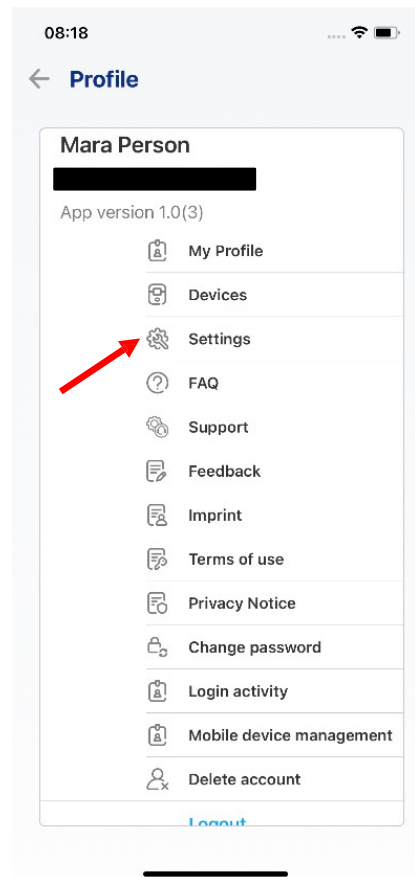 08:18
Profile
Mara Person
App version 1.0(3)
My Profile
Devices
Settings
FAQ
Support
Feedback
Imprint
Terms of use
Privacy Notice
Change password
Login activity
Mobile device management
Delete account
Logout